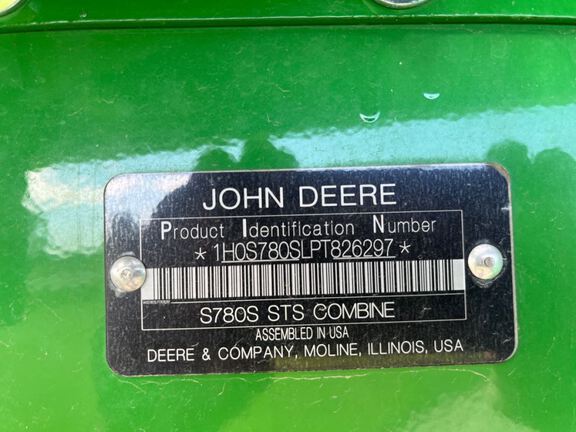 JOHN DEERE
Product Identification Number
*1H0S780SLPT826297*
S780S STS COMBINE
ASSEMBLED IN USA
DEERE & COMPANY, MOLINE, ILLINOIS, USA